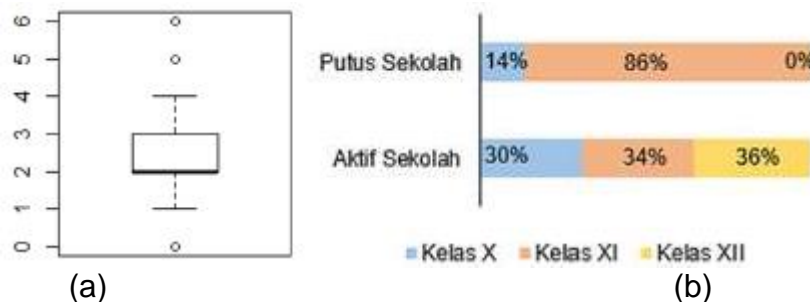 6
5
4
3
2
1
0
Putus Sekolah 14% 86% 0%
Aktif Sekolah 30% 34% 36%
Kelas X Kelas XI Kelas XII
(a) (b)